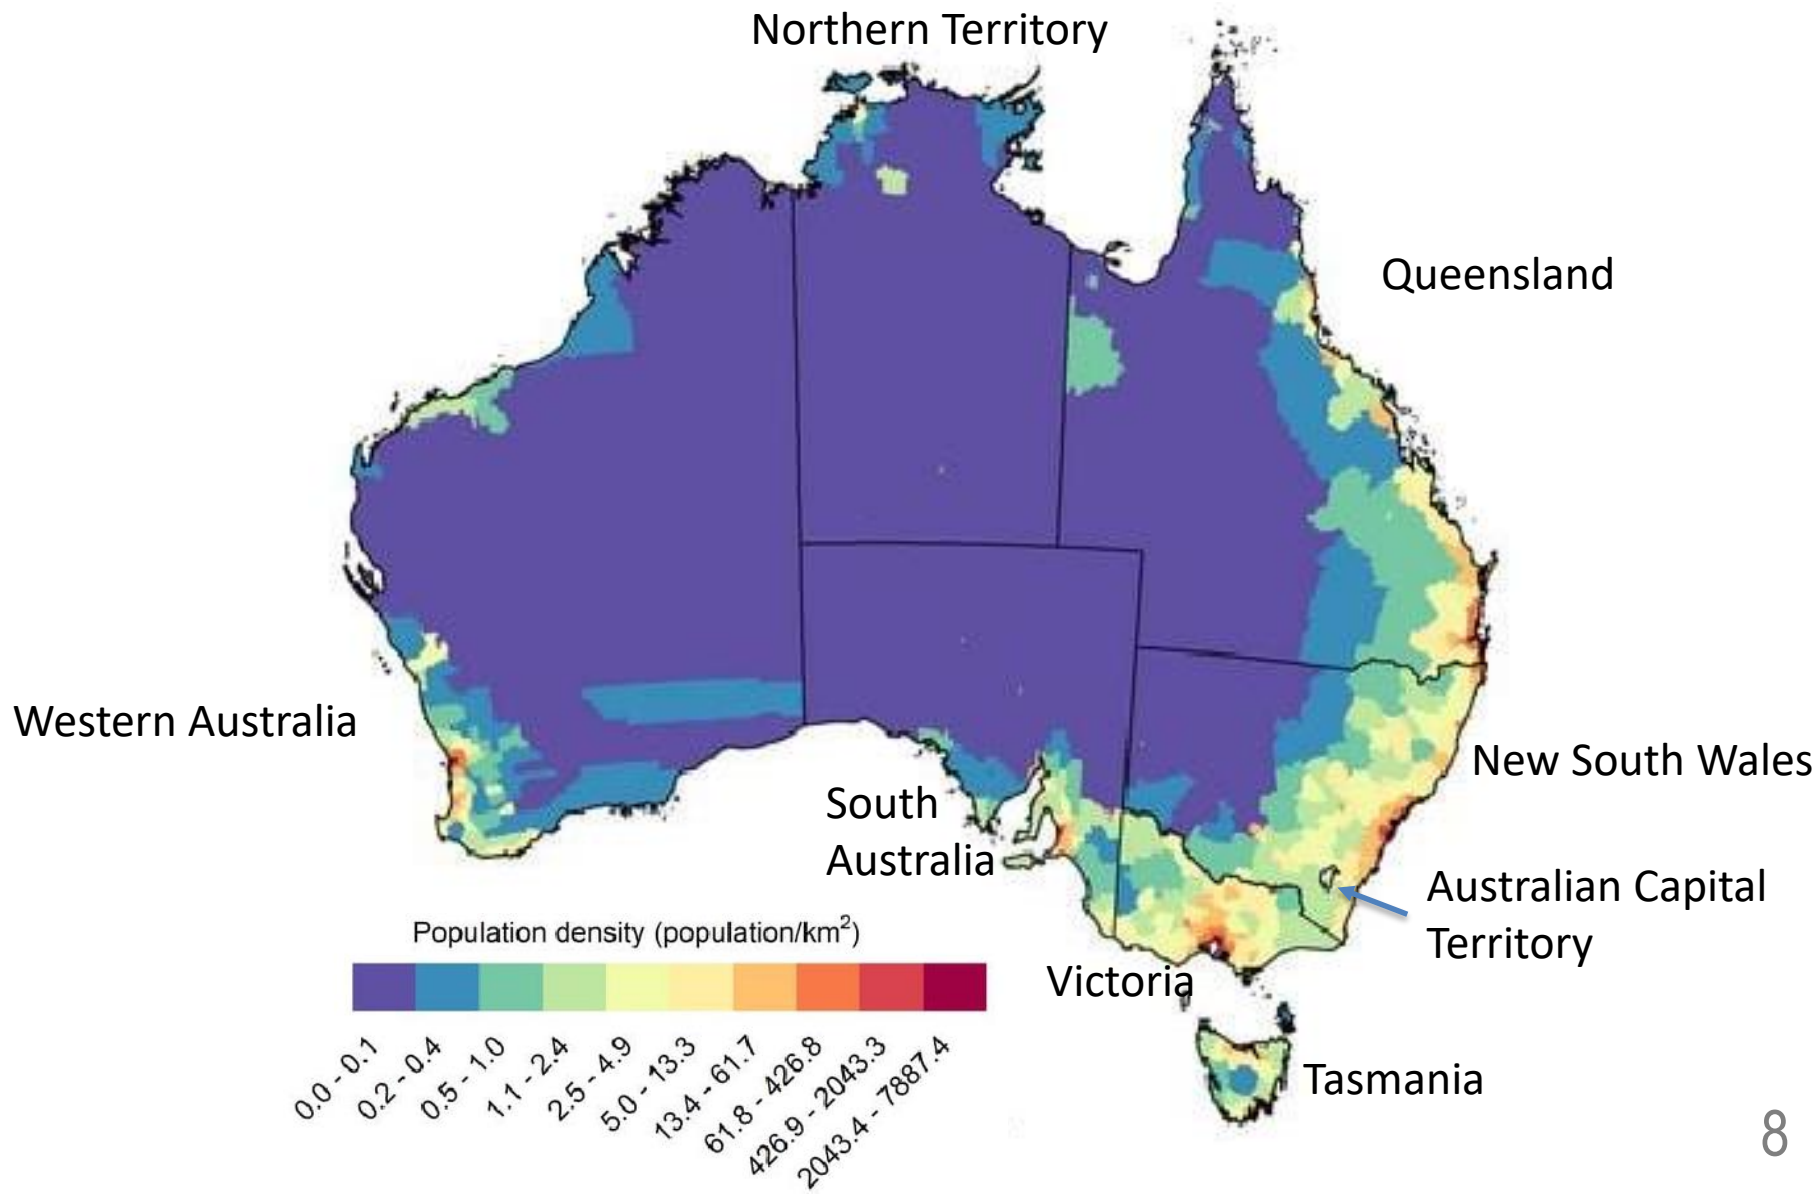 Northern Territory
Queensland
Western Australia
New South Wales
South
Australia
Australian Capital
Territory
Victoria
Tasmania
Population density (population/km²)
0.0 - 0.1
0.2 - 0.4
0.5 - 1.0
1.1 - 2.4
2.5 - 4.9
5.0 - 13.3
13.4 - 61.7
61.8 - 426.8
426.9 - 2043.3
2043.4 - 7887.4
8